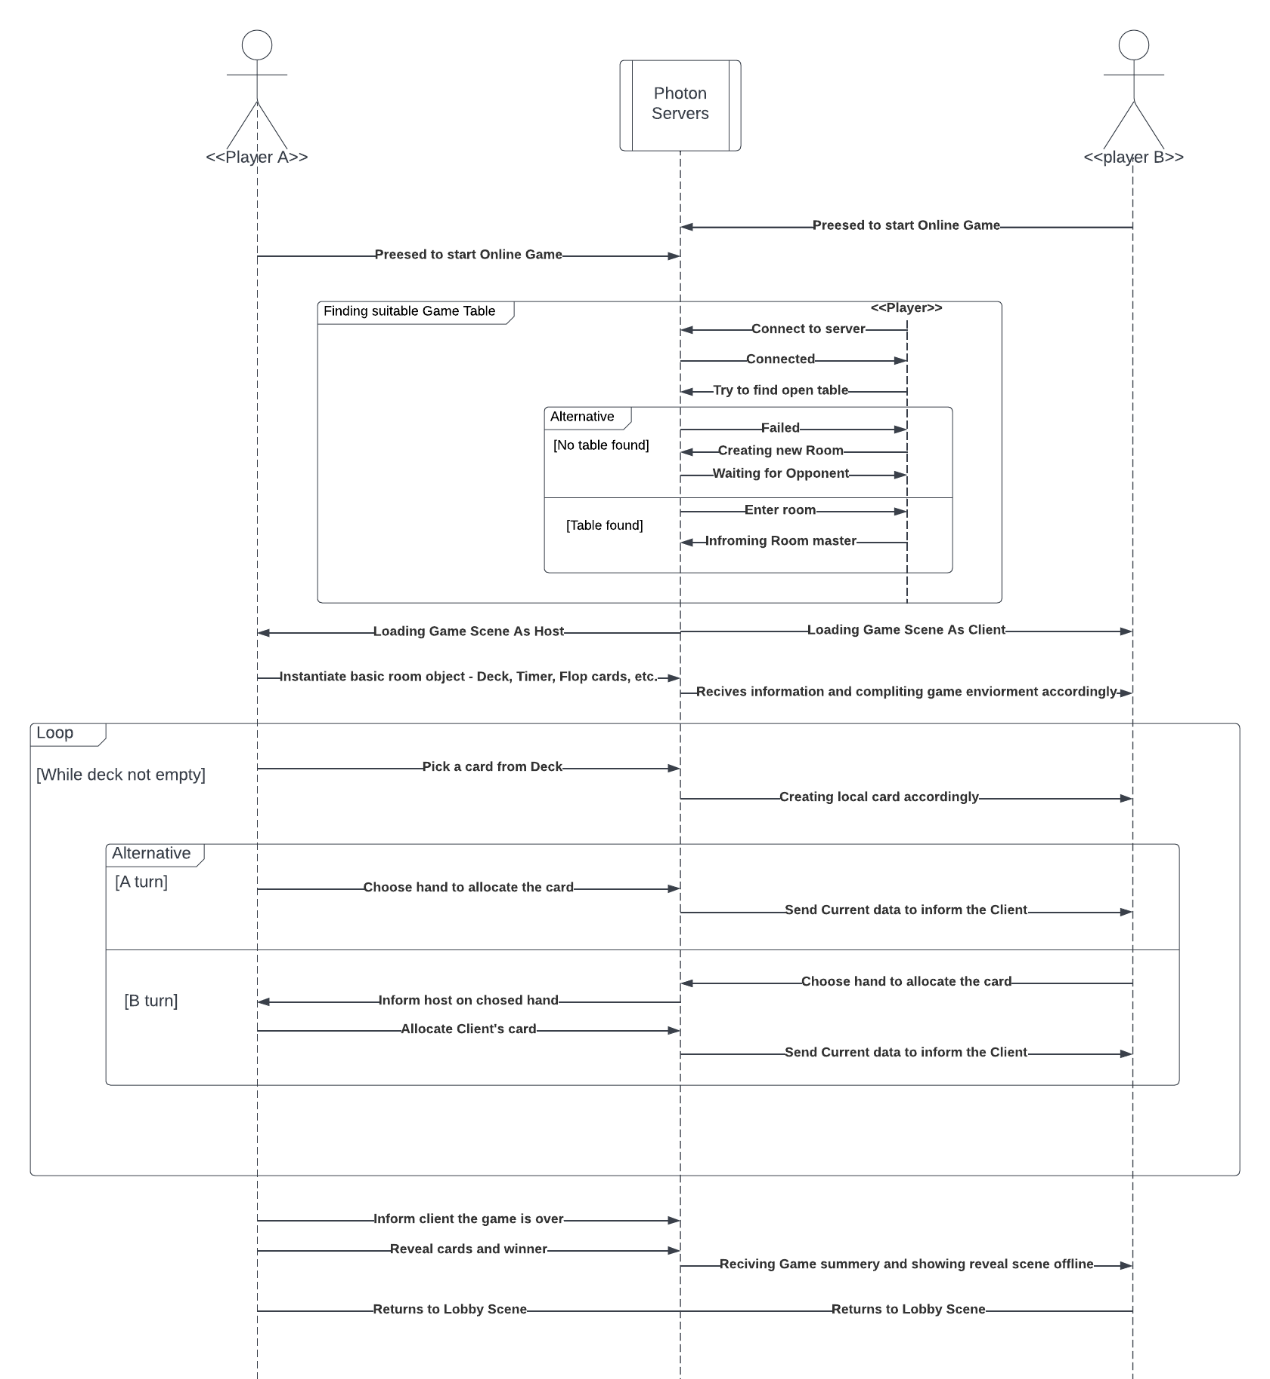 Photon
Servers
<<Player A>>
<<player B>>
Preesed to start Online Game
Preesed to start Online Game
Finding suitable Game Table
<<Player>>
Connect to server
Connected
Try to find open table
Alternative
Failed
[No table found]
Creating new Room
Waiting for Opponent
Enter room
[Table found]
Infroming Room master
Loading Game Scene As Host
Loading Game Scene As Client
Instantiate basic room object - Deck, Timer, Flop cards, etc.
Recives information and compliting game enviorment accordingly
Loop
[While deck not empty]
Pick a card from Deck
Creating local card accordingly
Alternative
[A turn]
Choose hand to allocate the card
Send Current data to inform the Client
Choose hand to allocate the card
[B turn]
Inform host on chosed hand
Allocate Client's card
Send Current data to inform the Client
Inform client the game is over
Reveal cards and winner
Reciving Game summery and showing reveal scene offline
Returns to Lobby Scene
Returns to Lobby Scene